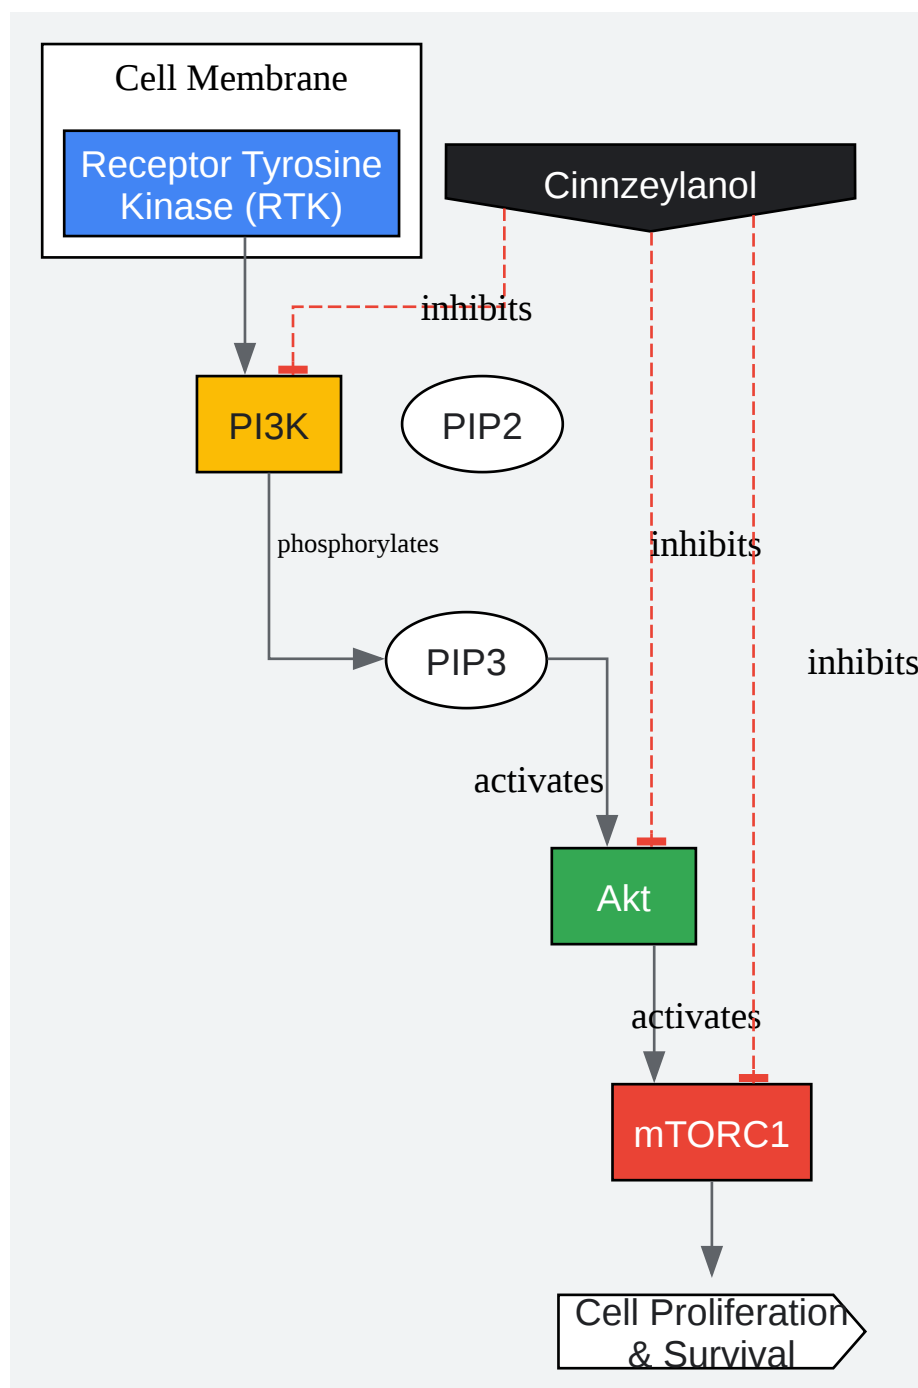 Cell Membrane
Receptor Tyrosine
Kinase (RTK)
Cinnzeylanol
inhibits
PI3K
PIP2
phosphorylates
inhibits
PIP3
inhibits
activates
Akt
activates
mTORC1
Cell Proliferation
& Survival